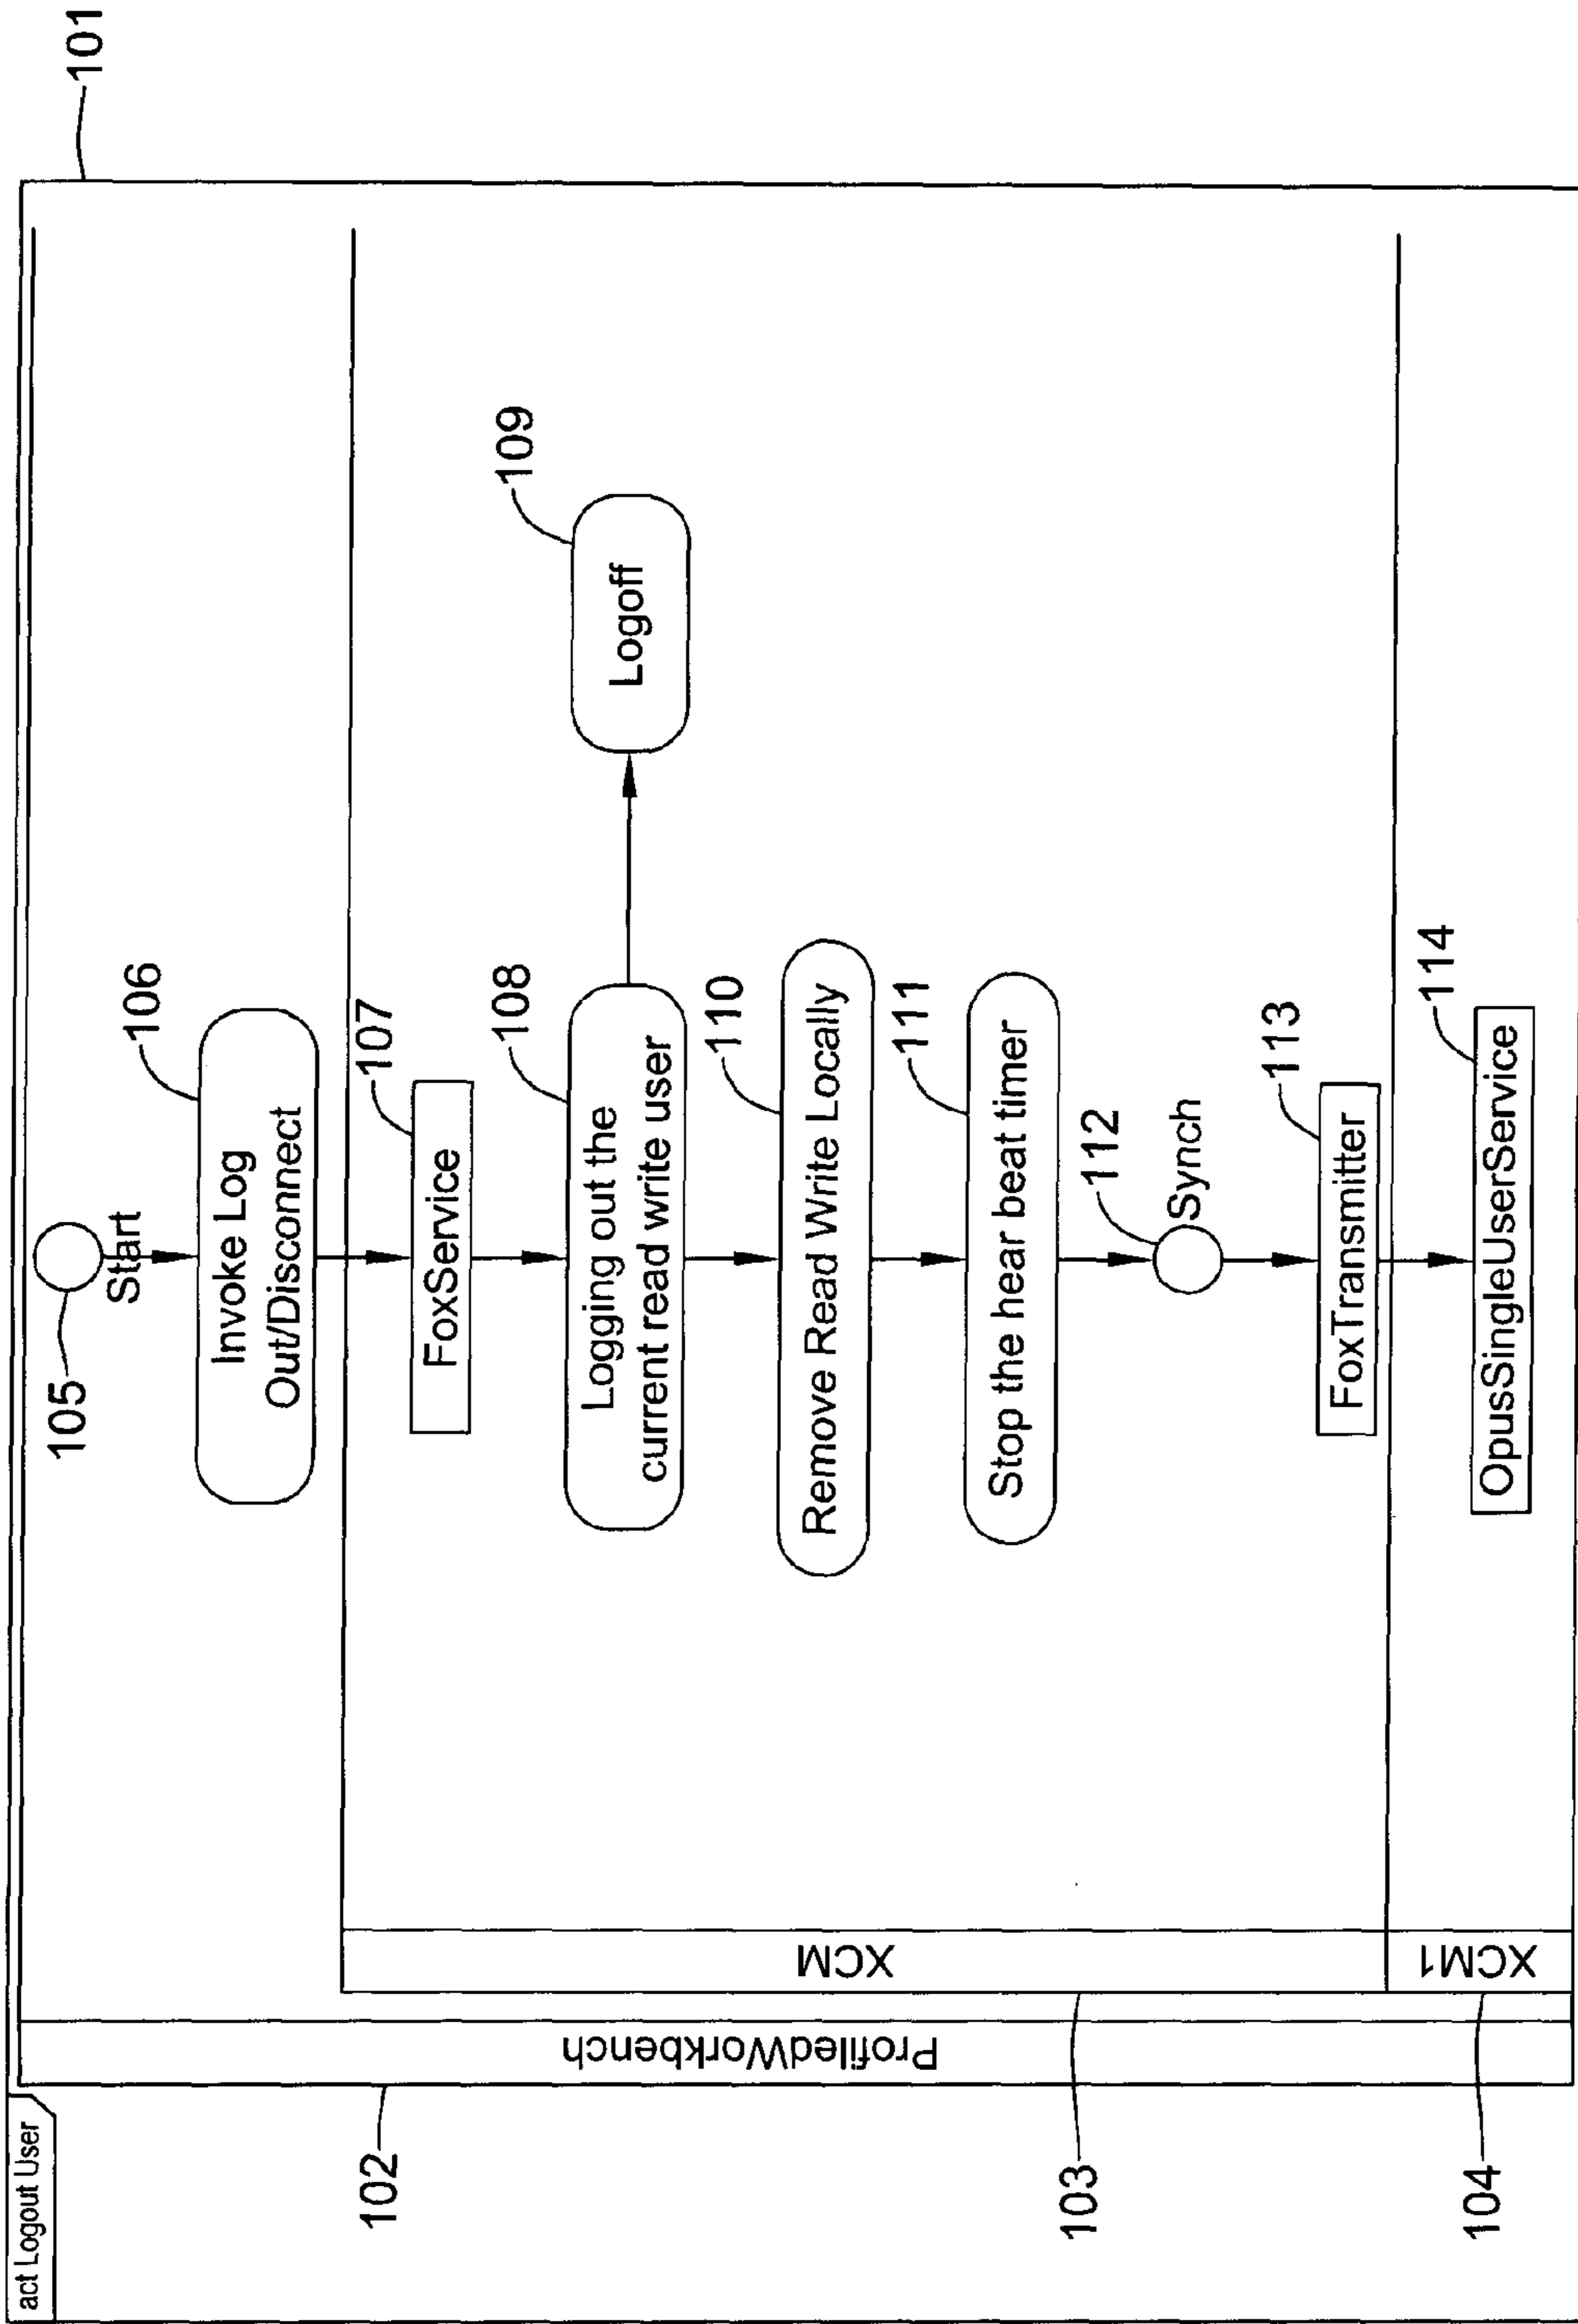 act Logout User
101
102
ProfiledWorkbench
105
Start
106
Invoke Log
Out/Disconnect
103
XCM
107
FoxService
108
Logging out the
current read write user
109
Logoff
110
Remove Read Write Locally
111
Stop the hear beat timer
112
Synch
113
FoxTransmitter
104
XCM1
114
OpusSingleUserService